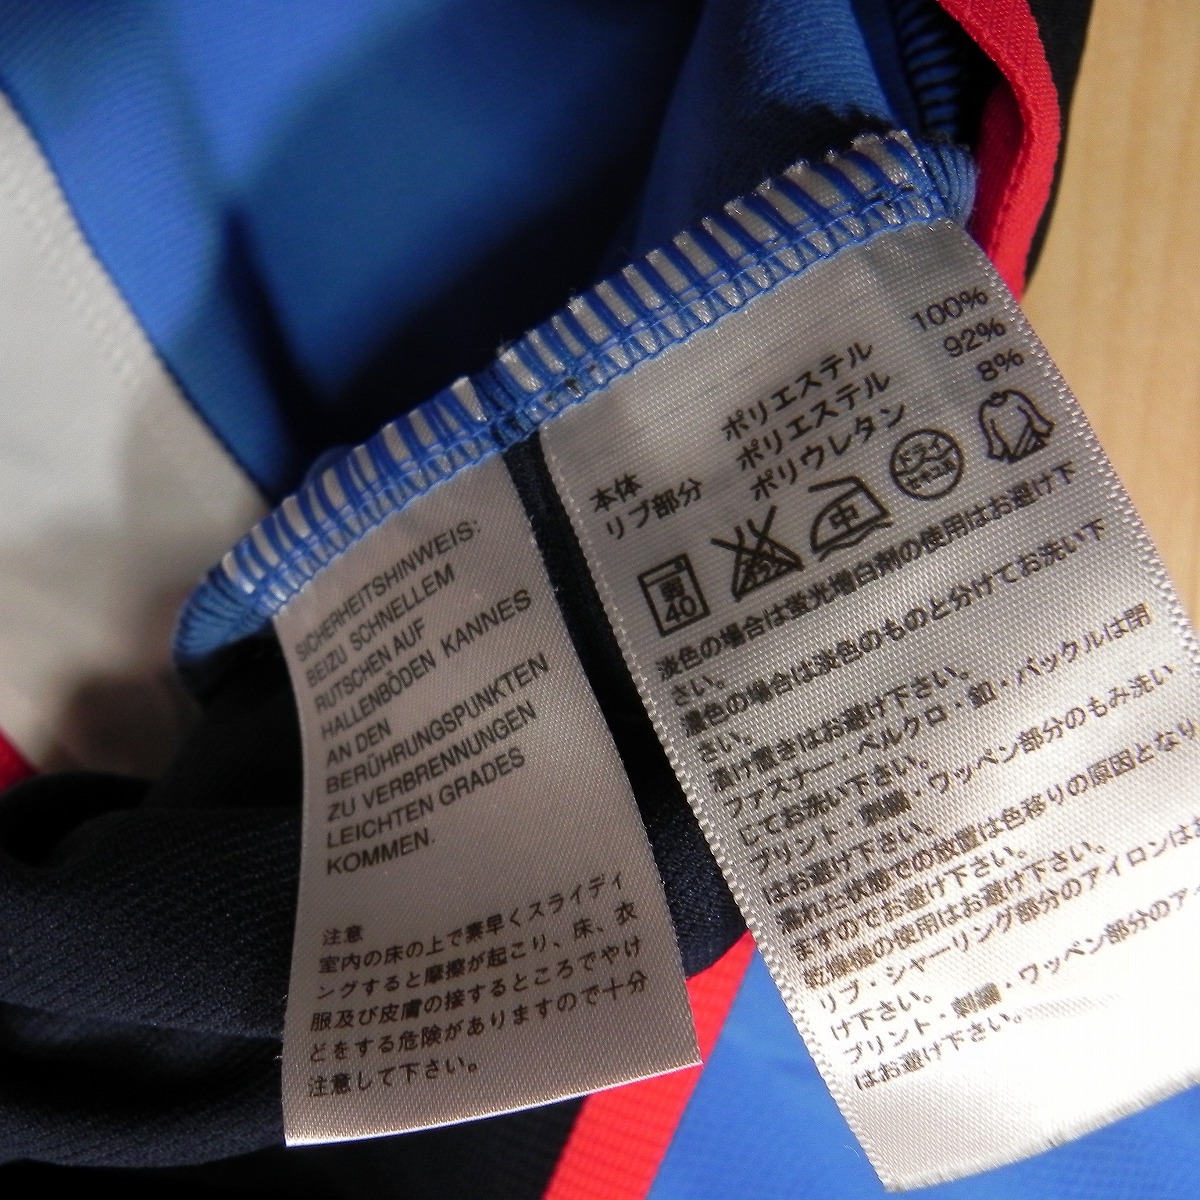 SICHERHEITSHINWEIS:
BEIZU SCHNELLEM
RUTSCHEN AUF
HALLENBÖDEN KANNES
AN DEN
BERÜHRUNGSPUNKTEN
ZU VERBRENNUNGEN
LEICHTEN GRADES
KOMMEN.
注意
室内の床の上で素早くスライディ
ングすると摩擦が起こり、床、衣
服及び皮膚の接するところでやけ
どをする危険がありますので十分
注意して下さい。
本体 ポリエステル 100%
リブ部分 ポリエステル 92%
ポリウレタン 8%
40 中 ドライ
淡色の場合は蛍光増白剤の使用はお避け下
さい。
濃色の場合は淡色のものと分けてお洗い下
さい。
漬け置きはお避け下さい。
ファスナー・ベルクロ・釦・バックルは閉
じてお洗い下さい。
プリント・刺繍・ワッペン部分のもみ洗い
はお避け下さい。
濡れた状態での放置は色移りの原因となり
ますのでお避け下さい。
乾燥機の使用はお避け下さい。
リブ・シャーリング部分のアイロンはお
け下さい。
プリント・刺繍・ワッペン部分のアイ
はお避け下さい。